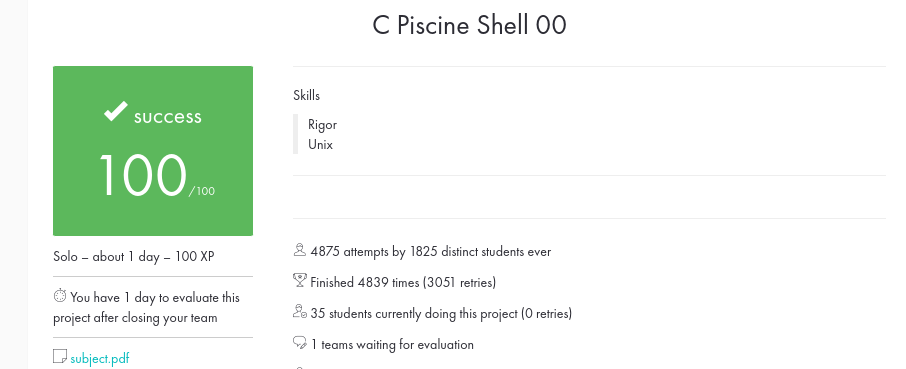 C Piscine Shell 00
success
100/100
Solo – about 1 day – 100 XP
You have 1 day to evaluate this
project after closing your team
subject.pdf
Skills
Rigor
Unix
4875 attempts by 1825 distinct students ever
Finished 4839 times (3051 retries)
35 students currently doing this project (0 retries)
1 teams waiting for evaluation